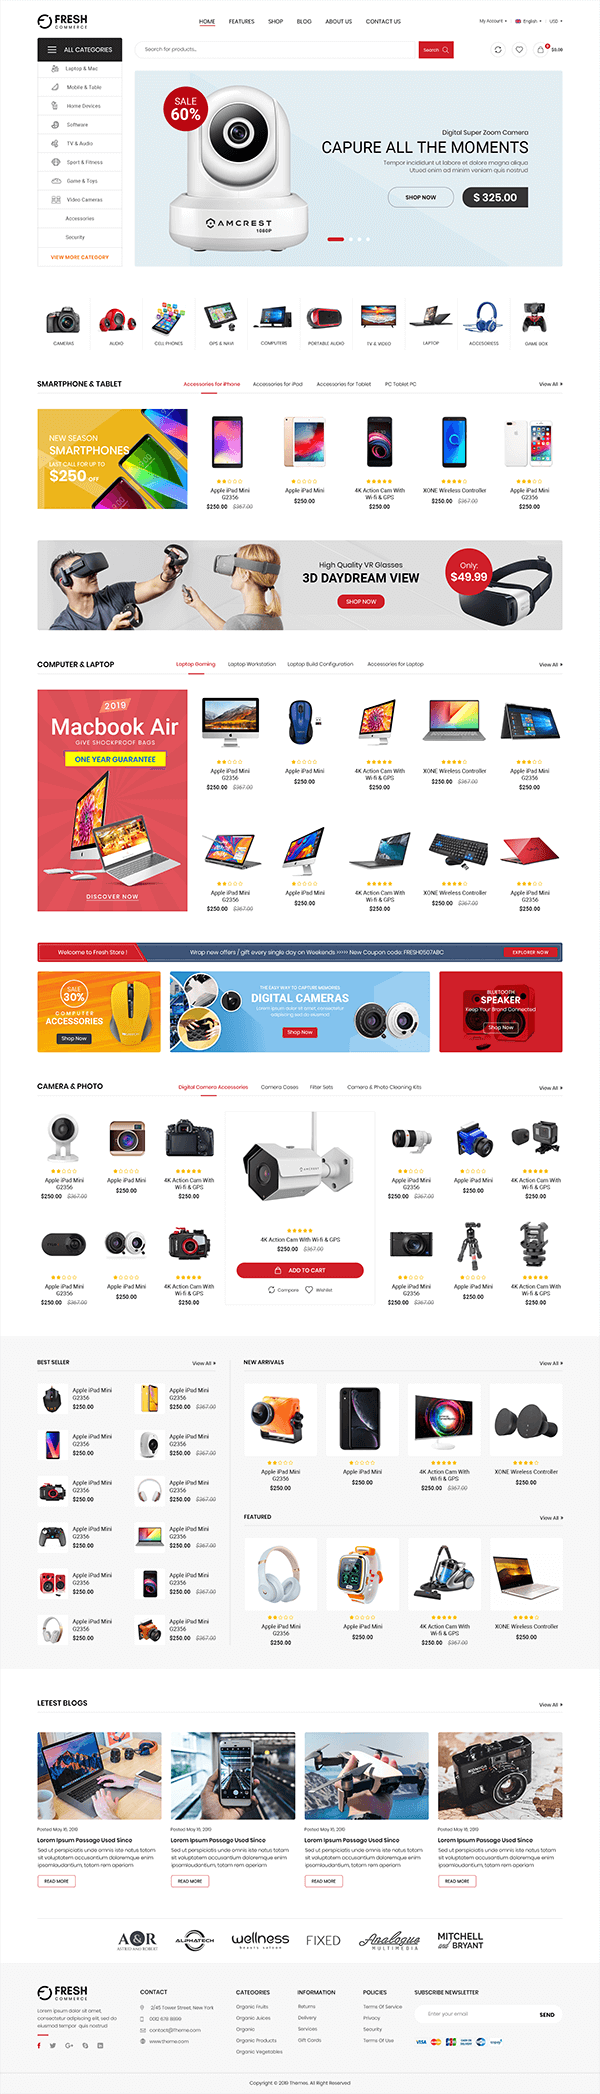 FRESH
COMMERCE
HOME FEATURES SHOP BLOG ABOUT US CONTACT US
My Account English USD
ALL CATEGORIES
Search for products...
Search
0
$0.00
Laptop & Mac
Mobile & Table
Home Devices
Software
TV & Audio
Sport & Fitness
Game & Toys
Video Cameras
Accessories
Security
VIEW MORE CATEGORY
SALE
60%
AMCREST
1080P
Digital Super Zoom Camera
CAPURE ALL THE MOMENTS
Tempor incididunt ut labore et dolore magna aliqua
Utuod enim ad minim veniam quis nostrud
SHOP NOW
$ 325.00
CAMERAS AUDIO CELL PHONES GPS & NAVI COMPUTERS PORTABLE AUDIO TV & VIDEO LAPTOP ACCESORIESS GAME BOX
SMARTPHONE & TABLET
Accessories for iPhone Accessories for iPad Accessories for Tablet PC Tablet PC
View All
NEW SEASON
SMARTPHONES
LAST CALL FOR UP TO
$250 OFF
Apple iPad Mini
G2356
$250.00 $367.00
Apple iPad Mini
$250.00
4K Action Cam With
Wi-fi & GPS
$250.00
XONE Wireless Controller
$250.00 $367.00
Apple iPad Mini
G2356
$250.00
High Quality VR Glasses
3D DAYDREAM VIEW
SHOP NOW
Only:
$49.99
COMPUTER & LAPTOP
Laptop Gaming Laptop Workstation Laptop Build Configuration Accessories for Laptop
View All
2019
Macbook Air
GIVE SHOCKPROOF BAGS
ONE YEAR GUARANTEE
DISCOVER NOW
Apple iPad Mini
G2356
$250.00 $367.00
Apple iPad Mini
$250.00
4K Action Cam With
Wi-fi & GPS
$250.00
XONE Wireless Controller
$250.00 $367.00
Apple iPad Mini
G2356
$250.00
Apple iPad Mini
G2356
$250.00 $367.00
Apple iPad Mini
G2356
$250.00
4K Action Cam With
Wi-fi & GPS
$250.00
XONE Wireless Controller
$250.00 $367.00
Apple iPad Mini
G2356
$250.00
Welcome to Fresh Store !
Wrap new offers / gift every single day on Weekends >>>>> New Coupon code: FRESH0507ABC
EXPLORER NOW
SALE
30%
COMPUTER
ACCESSORIES
Shop Now
THE EASY WAY TO CAPTURE MEMORIES
DIGITAL CAMERAS
Lorem ipsum dolor sit amet, consectetur
adipiscing set an eiusmod!
Shop Now
BLUETOOTH
SPEAKER
Keep Your Brand Connected
Shop Now
CAMERA & PHOTO
Digital Camera Accessories Camera Cases Filter Sets Camera & Photo Cleaning Kits
View All
Apple iPad Mini
G2356
$250.00 $367.00
Apple iPad Mini
$250.00
4K Action Cam With
Wi-fi & GPS
$250.00
AMCREST
4K Action Cam With Wi-fi & GPS
$250.00 $367.00
ADD TO CART
Compare Wishlist
Apple iPad Mini
G2356
$250.00 $367.00
Apple iPad Mini
$250.00
4K Action Cam With
Wi-fi & GPS
$250.00
Apple iPad Mini
G2356
$250.00 $367.00
Apple iPad Mini
$250.00
4K Action Cam With
Wi-fi & GPS
$250.00
Apple iPad Mini
G2356
$250.00 $367.00
Apple iPad Mini
$250.00
4K Action Cam With
Wi-fi & GPS
$250.00
BEST SELLER
View All
Apple iPad Mini
G2356
$250.00
Apple iPad Mini
G2356
$250.00 $367.00
Apple iPad Mini
G2356
$250.00
Apple iPad Mini
G2356
$250.00 $367.00
Apple iPad Mini
G2356
$250.00
Apple iPad Mini
G2356
$250.00 $367.00
Apple iPad Mini
G2356
$250.00
Apple iPad Mini
G2356
$250.00 $367.00
Apple iPad Mini
G2356
$250.00
Apple iPad Mini
G2356
$250.00 $367.00
Apple iPad Mini
G2356
$250.00
Apple iPad Mini
G2356
$250.00 $367.00
NEW ARRIVALS
View All
Apple iPad Mini
G2356
$250.00
Apple iPad Mini
$250.00
4K Action Cam With
Wi-fi & GPS
$250.00 $367.00
XONE Wireless Controller
$250.00
FEATURED
View All
Apple iPad Mini
G2356
$250.00
Apple iPad Mini
$250.00
4K Action Cam With
Wi-fi & GPS
$250.00
XONE Wireless Controller
$250.00
LETEST BLOGS
View All
Posted May 16, 2019
Lorem Ipsum Passage Used Since
Sed ut perspiciatis unde omnis iste natus totam
sit voluptatem accusantium doloremque enim
ipsamlaudantium, totam rem aperiam
READ MORE
Posted May 16, 2019
Lorem Ipsum Passage Used Since
Sed ut perspiciatis unde omnis iste natus totam
sit voluptatem accusantium doloremque enim
ipsamlaudantium, totam rem aperiam
READ MORE
Posted May 16, 2019
Lorem Ipsum Passage Used Since
Sed ut perspiciatis unde omnis iste natus totam
sit voluptatem accusantium doloremque enim
ipsamlaudantium, totam rem aperiam
READ MORE
Posted May 16, 2019
Lorem Ipsum Passage Used Since
Sed ut perspiciatis unde omnis iste natus totam
sit voluptatem accusantium doloremque enim
ipsamlaudantium, totam rem aperiam
READ MORE
A&R
ASTRID AND ROBERT
ALPHATECH
wellness
beauty saloon
FIXED
Analogue
MULTIMEDIA
MITCHELL
and BRYANT
FRESH
COMMERCE
Lorem ipsum dolor sit amet,
consectetur adipiscing elit, sed do
eiusmod tempor quis nostrud
CONTACT
2/45 Tower Street, New York
0012 678 8899
contact@Theme.com
www.theme.com
CATEGORIES
Organic Fruits
Organic Juices
Organic
Organic Products
Organic Vegetables
INFORMATION
Returns
Delivery
Services
Gift Cards
POLICIES
Terms Of Service
Privacy
Security
Terms Of Use
SUBSCRIBE NEWSLETTER
Enter your email
SEND
VISA
Copyright © 2019 Themes, All Right Reserved